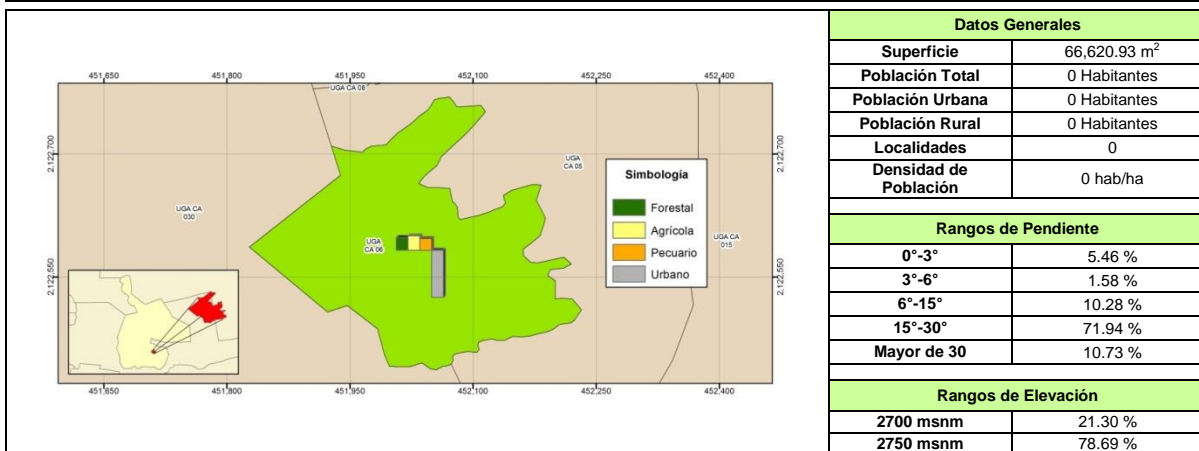 451,650 451,800 451,950 452,100 452,250 452,400
UGA CA 08
2,122,700
2,122,700
UGA
CA 05
UGA CA
030
UGA
CA 06
UGA CA
015
Simbología
Forestal
Agrícola
Pecuario
Urbano
2,122,550
2,122,550
451,650 451,800 451,950 452,100 452,250 452,400
Datos Generales
Superficie 66,620.93 m²
Población Total 0 Habitantes
Población Urbana 0 Habitantes
Población Rural 0 Habitantes
Localidades 0
Densidad de
Población 0 hab/ha
Rangos de Pendiente
0°-3° 5.46 %
3°-6° 1.58 %
6°-15° 10.28 %
15°-30° 71.94 %
Mayor de 30 10.73 %
Rangos de Elevación
2700 msnm 21.30 %
2750 msnm 78.69 %